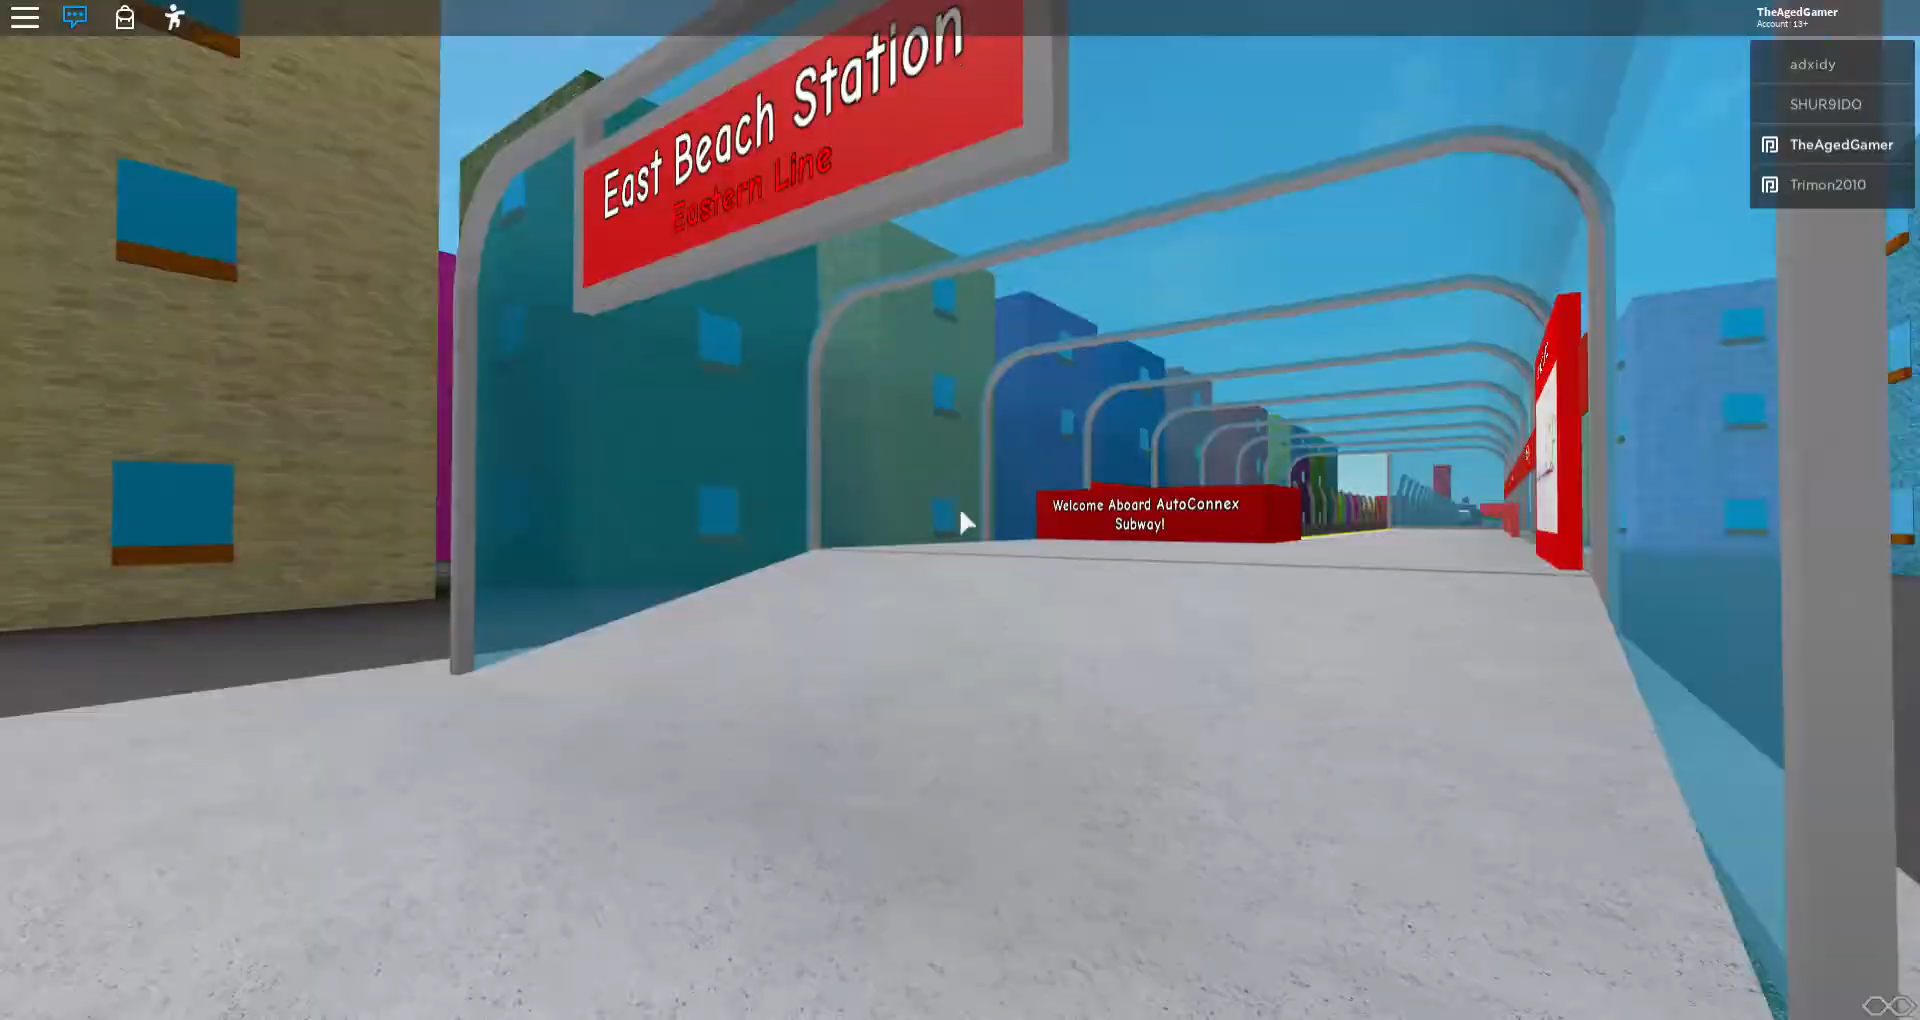 TheAgedGamer
Account: 13+
adxidy
SHUR9IDO
TheAgedGamer
Trimon2010
East Beach Station
Eastern Line
Welcome Aboard AutoConnex
Subway!